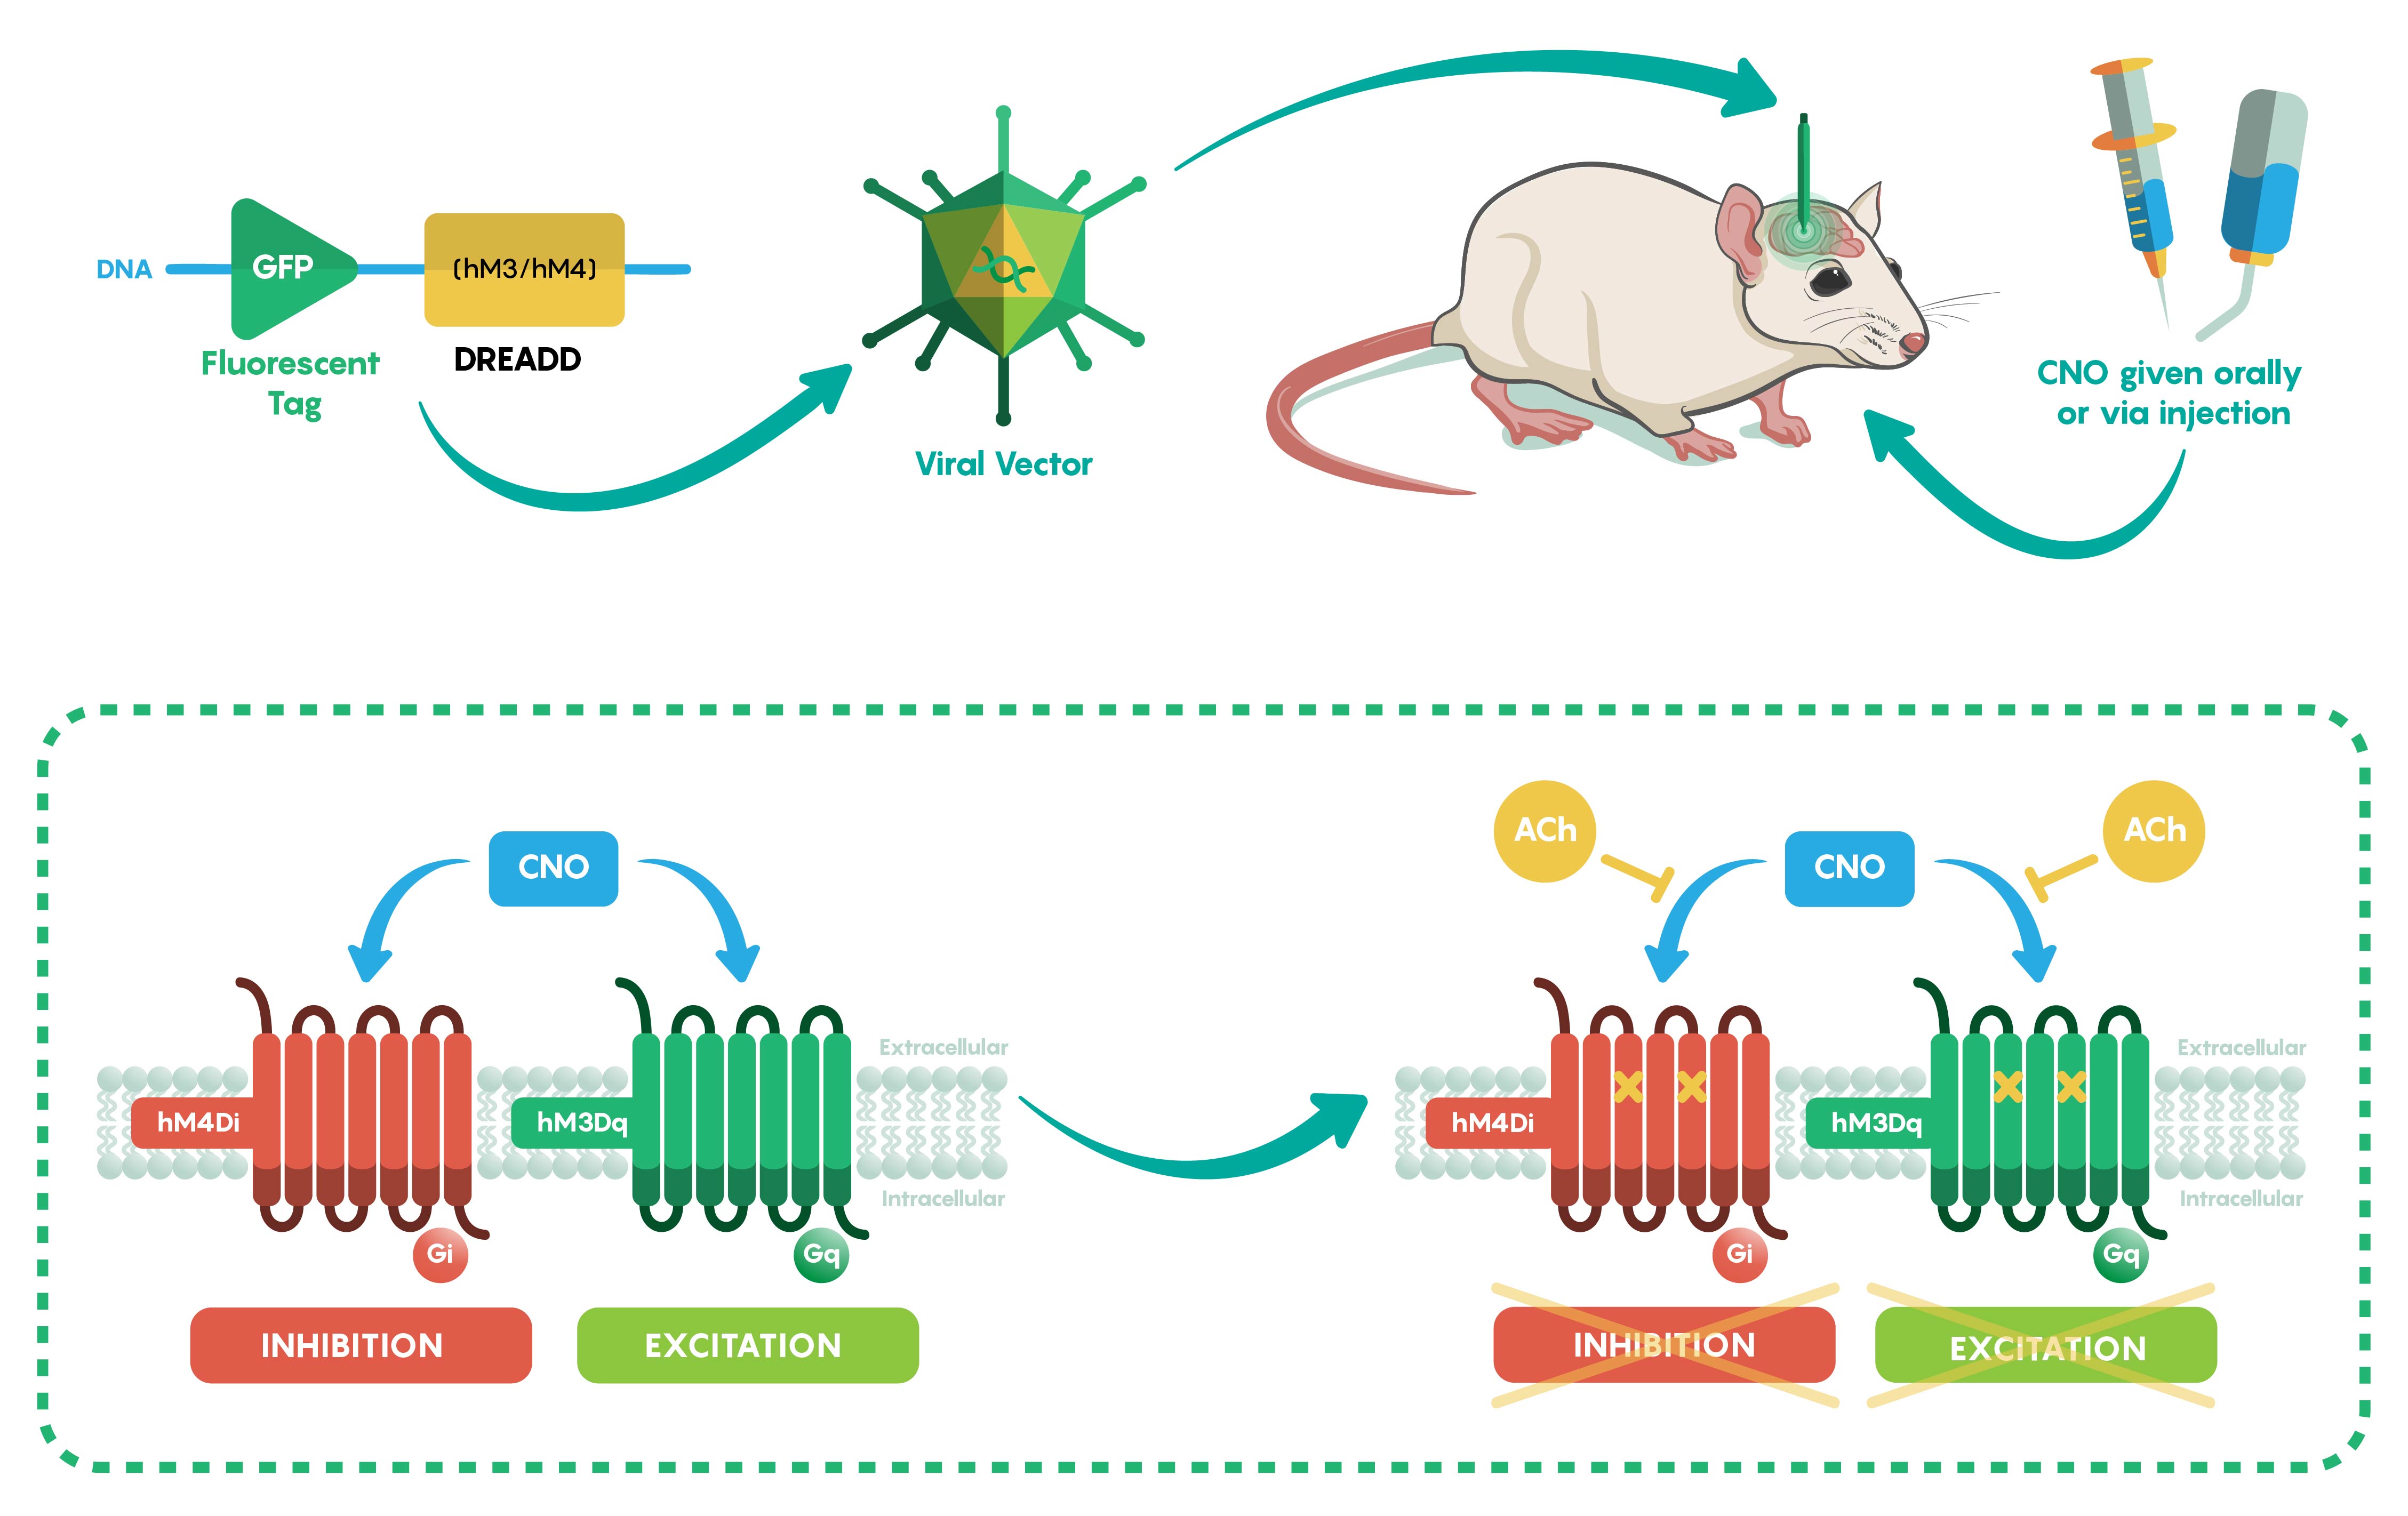 DNA
GFP
(hM3/hM4)
Fluorescent
Tag
DREADD
Viral Vector
CNO given orally
or via injection
CNO
hM4Di
hM3Dq
Extracellular
Intracellular
Gi
Gq
INHIBITION
EXCITATION
ACh
CNO
ACh
hM4Di
hM3Dq
Extracellular
Intracellular
Gi
Gq
INHIBITION
EXCITATION